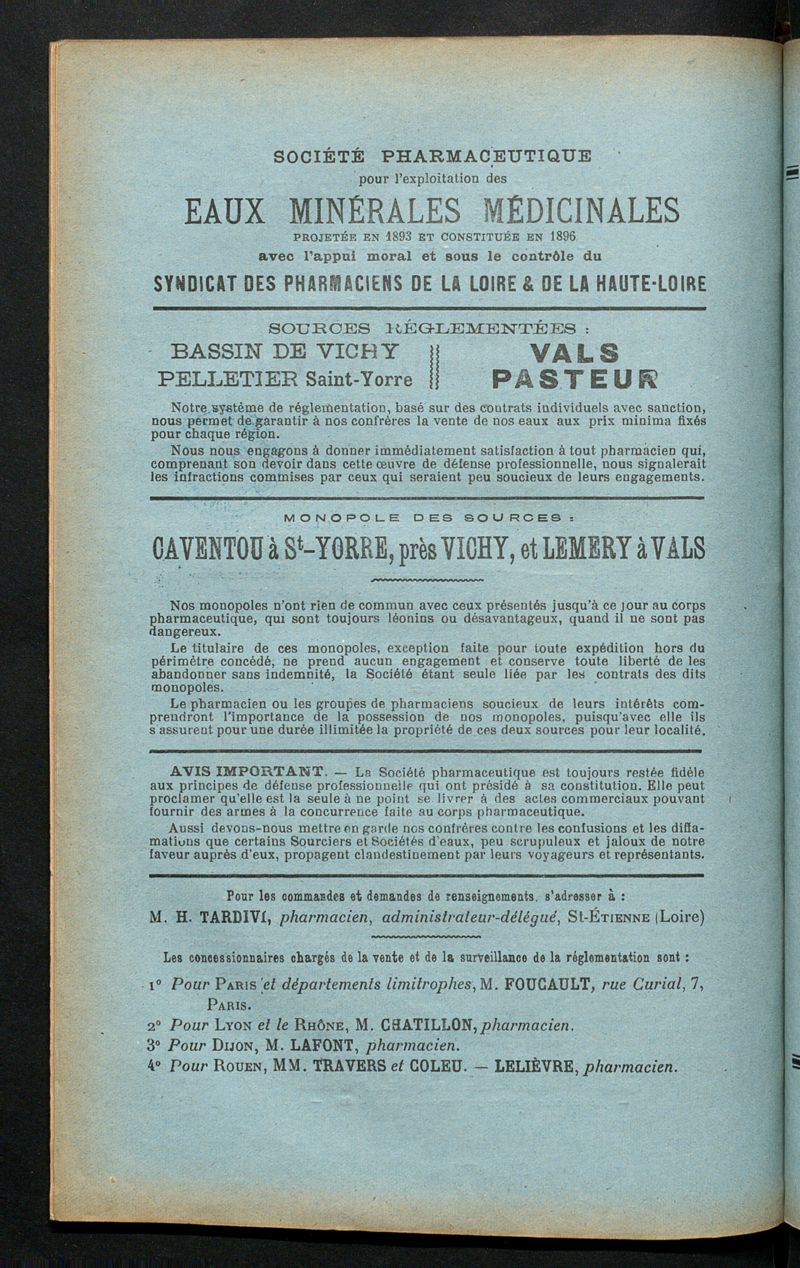 SOCIÉTÉ PHARMACEUTIQUE
pour l'exploitation des
EAUX MINÉRALES MÉDICINALES
PROJETÉE EN 1893 ET CONSTITUÉE EN 1896
avec l'appui moral et sous le contrôle du
SYNDICAT DES PHARMACIENS DE LA LOIRE & DE LA HAUTE-LOIRE
SOURCES RÉGLEMENTÉES :
BASSIN DE VICHY
PELLETIER Saint-Yorre
VALS
PASTEUR
Notre système de réglementation, basé sur des contrats individuels avec sanction,
nous permet de garantir à nos confrères la vente de nos eaux aux prix minima fixés
pour chaque région.
Nous nous engagons à donner immédiatement satisfaction à tout pharmacien qui,
comprenant son devoir dans cette œuvre de défense professionnelle, nous signalerait
les infractions commises par ceux qui seraient peu soucieux de leurs engagements.
MONOPOLE DES SOURCES :
CAVENTOU à St-YORRE, près VICHY, et LEMERY à VALS
Nos monopoles n'ont rien de commun avec ceux présentés jusqu'à ce jour au corps
pharmaceutique, qui sont toujours léonins ou désavantageux, quand il ne sont pas
dangereux.
Le titulaire de ces monopoles, exception faite pour toute expédition hors du
périmètre concédé, ne prend aucun engagement et conserve toute liberté de les
abandonner sans indemnité, la Société étant seule liée par les contrats des dits
monopoles.
Le pharmacien ou les groupes de pharmaciens soucieux de leurs intérêts com-
prendront l'importance de la possession de nos monopoles, puisqu'avec elle ils
s assurent pour une durée illimitée la propriété de ces deux sources pour leur localité.
AVIS IMPORTANT. — La Société pharmaceutique est toujours restée fidèle
aux principes de défense professionnelle qui ont présidé à sa constitution. Elle peut
proclamer qu'elle est la seule à ne point se livrer à des actes commerciaux pouvant
fournir des armes à la concurrence faite au corps pharmaceutique.
Aussi devons-nous mettre en garde nos confrères contre les confusions et les diffa-
mations que certains Sourciers et Sociétés d'eaux, peu scrupuleux et jaloux de notre
faveur auprès d'eux, propagent clandestinement par leurs voyageurs et représentants.
Pour les commandes et demandes de renseignements, s'adresser à :
M. H. TARDIVI, pharmacien, administrateur-délégué, St-ÉTIENNE (Loire)
Les concessionnaires chargés de la vente et de la surveillance de la réglementation sont :
1° Pour PARIS et départements limitrophes, M. FOUCAULT, rue Curial, 7,
PARIS.
2° Pour LYON et le RHÔNE, M. CHATILLON, pharmacien.
3° Pour DIJON, M. LAFONT, pharmacien.
4° Pour ROUEN, MM. TRAVERS et COLEU. — LELIÈVRE, pharmacien.